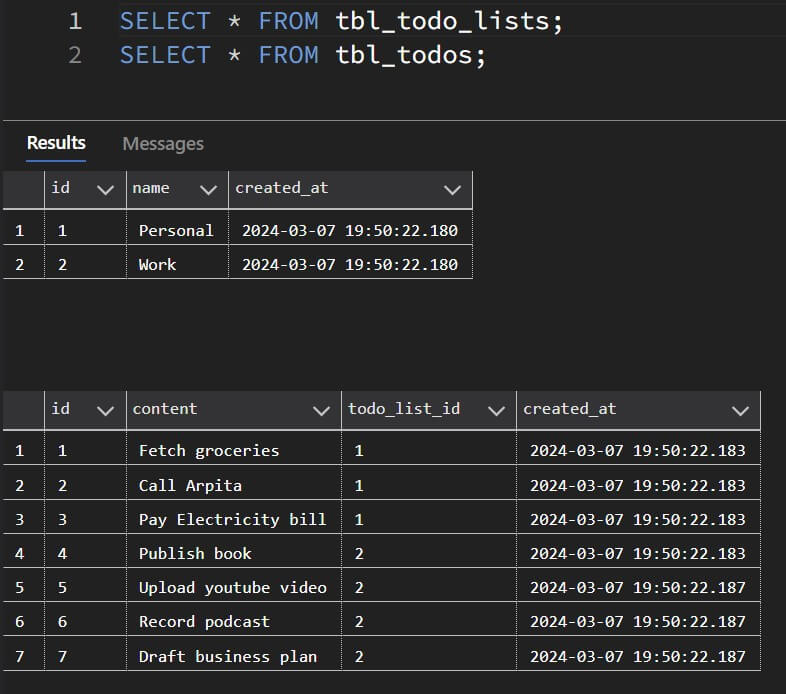 1 SELECT * FROM tbl_todo_lists;
2 SELECT * FROM tbl_todos;
Results Messages
id name created_at
1 1 Personal 2024-03-07 19:50:22.180
2 2 Work 2024-03-07 19:50:22.180
id content todo_list_id created_at
1 1 Fetch groceries 1 2024-03-07 19:50:22.183
2 2 Call Arpita 1 2024-03-07 19:50:22.183
3 3 Pay Electricity bill 1 2024-03-07 19:50:22.183
4 4 Publish book 2 2024-03-07 19:50:22.183
5 5 Upload youtube video 2 2024-03-07 19:50:22.187
6 6 Record podcast 2 2024-03-07 19:50:22.187
7 7 Draft business plan 2 2024-03-07 19:50:22.187